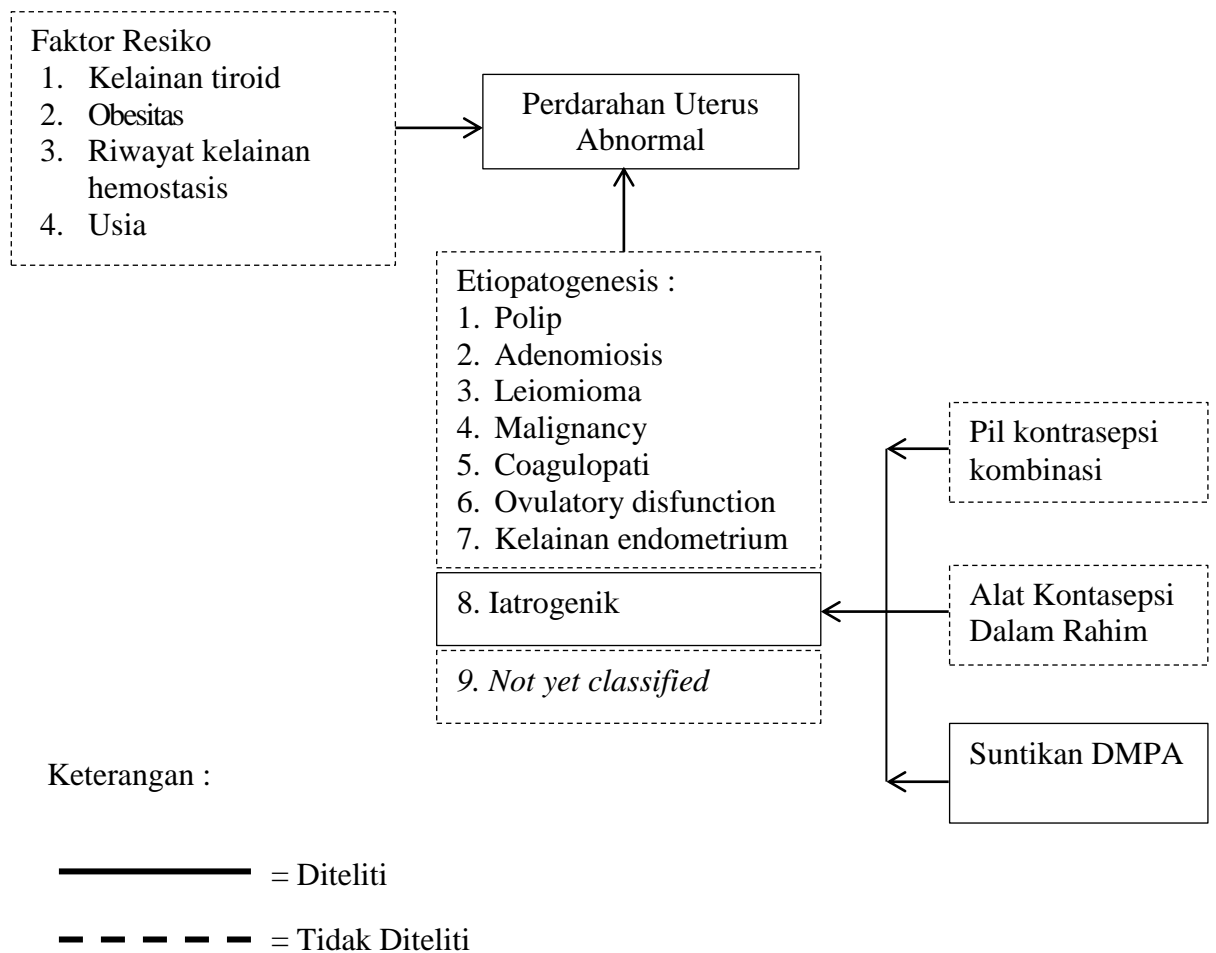 Faktor Resiko
1. Kelainan tiroid
2. Obesitas
3. Riwayat kelainan
hemostasis
4. Usia
Perdarahan Uterus
Abnormal
Etiopatogenesis :
1. Polip
2. Adenomiosis
3. Leiomioma
4. Malignancy
5. Coagulopati
6. Ovulatory disfunction
7. Kelainan endometrium
8. Iatrogenik
9. Not yet classified
Pil kontrasepsi
kombinasi
Alat Kontasepsi
Dalam Rahim
Suntikan DMPA
Keterangan :
= Diteliti
= Tidak Diteliti